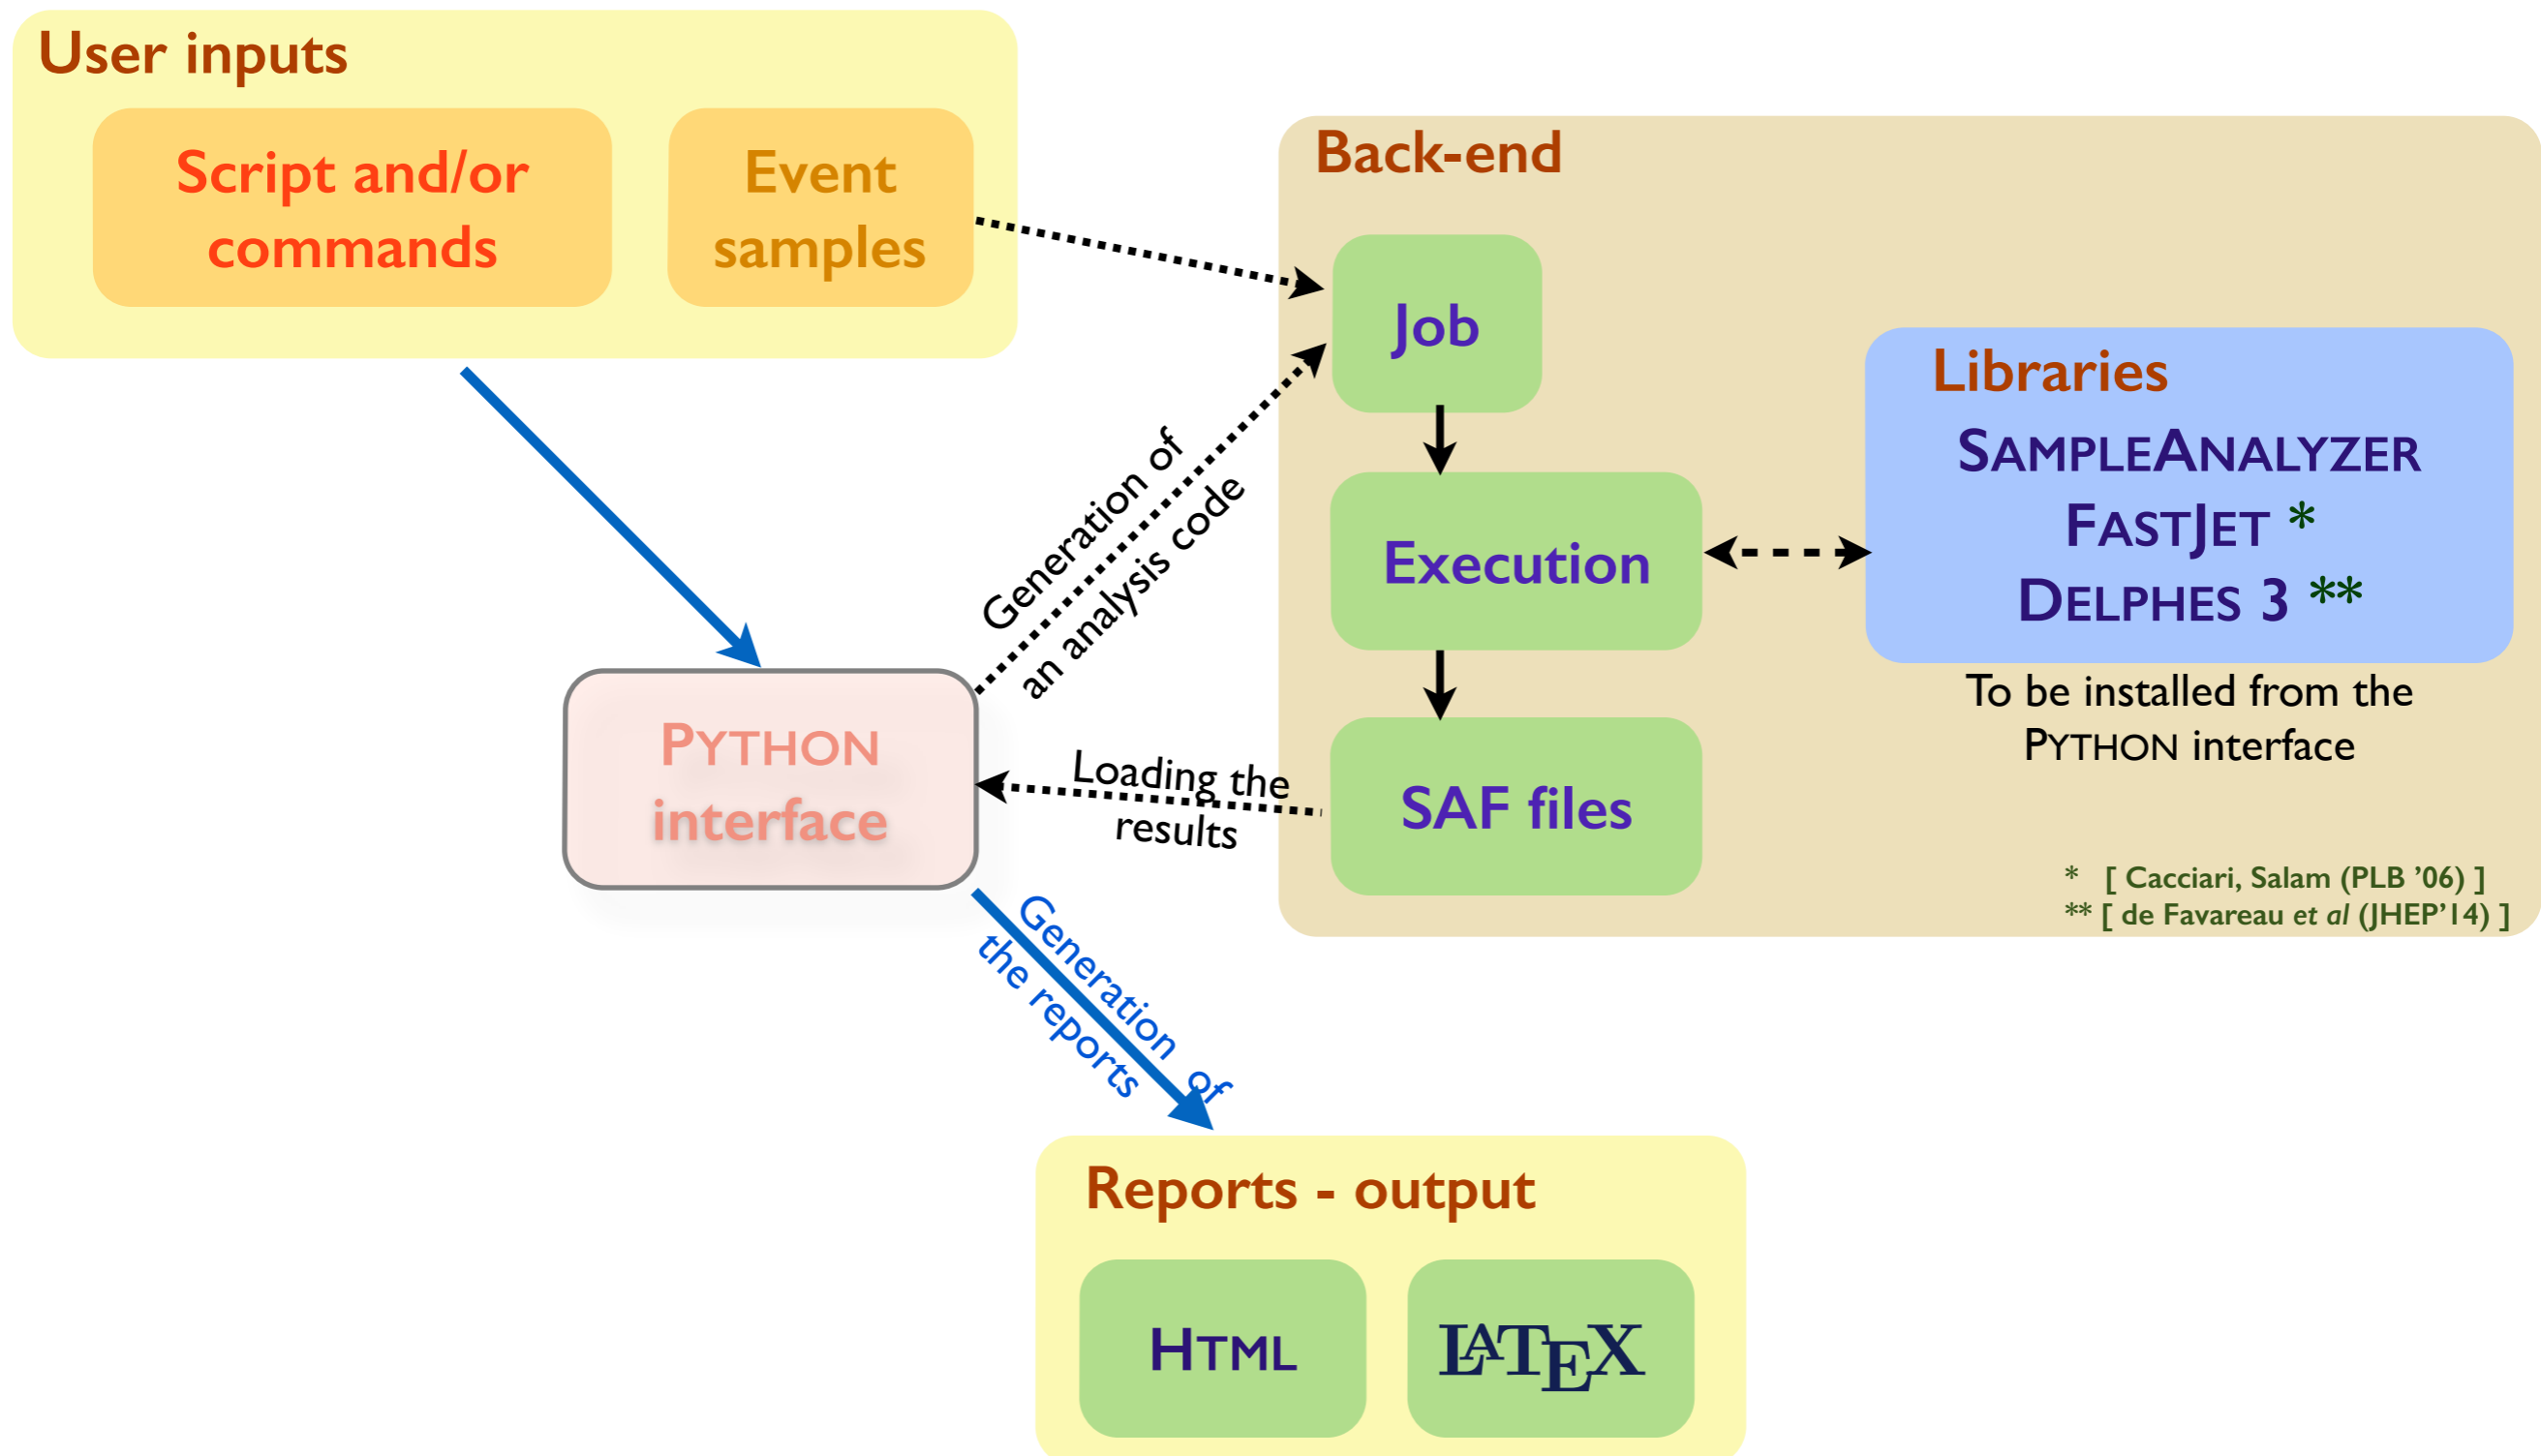 User inputs
Script and/or
commands
Event
samples
Back-end
Job
Execution
SAF files
Libraries
SAMPLEANALYZER
FASTJET *
DELPHES 3 **
To be installed from the
PYTHON interface
* [ Cacciari, Salam (PLB ’06) ]
** [ de Favareau et al (JHEP’14) ]
Generation of
an analysis code
PYTHON
interface
Loading the
results
Generation of
the reports
Reports - output
HTML
LATEX